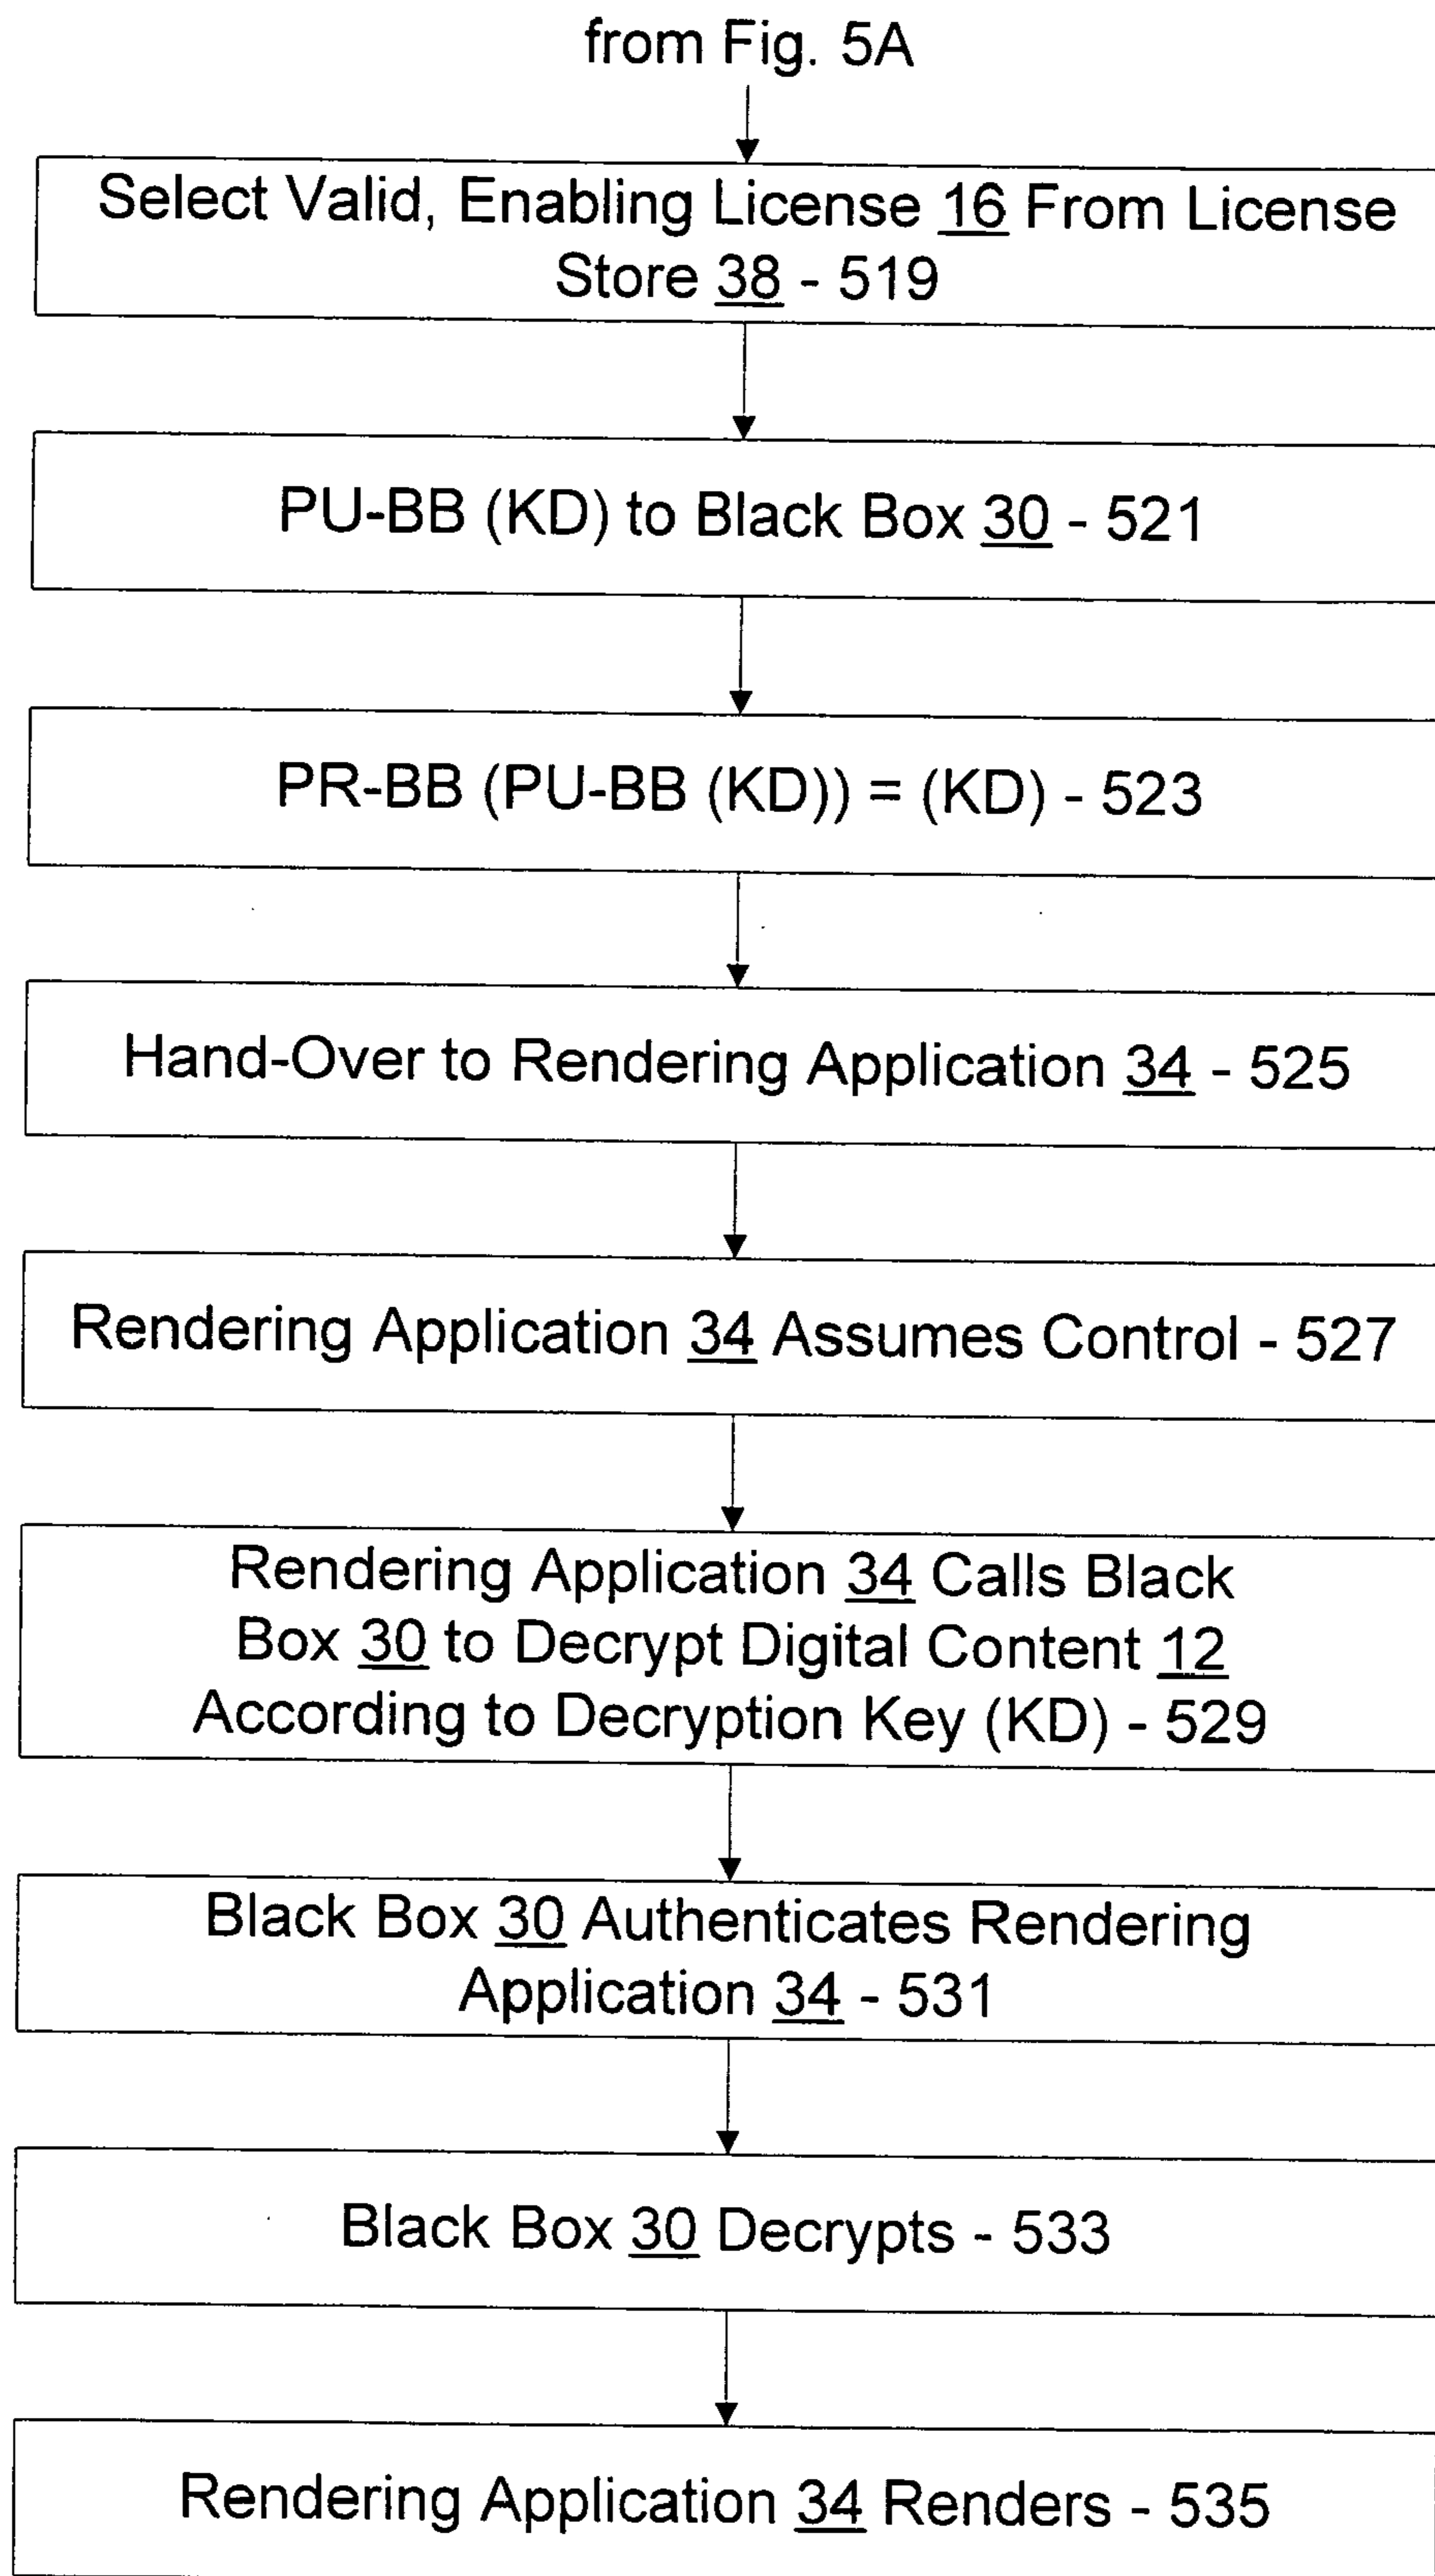 from Fig. 5A
Select Valid, Enabling License 16 From License
Store 38 - 519
PU-BB (KD) to Black Box 30 - 521
PR-BB (PU-BB (KD)) = (KD) - 523
Hand-Over to Rendering Application 34 - 525
Rendering Application 34 Assumes Control - 527
Rendering Application 34 Calls Black
Box 30 to Decrypt Digital Content 12
According to Decryption Key (KD) - 529
Black Box 30 Authenticates Rendering
Application 34 - 531
Black Box 30 Decrypts - 533
Rendering Application 34 Renders - 535